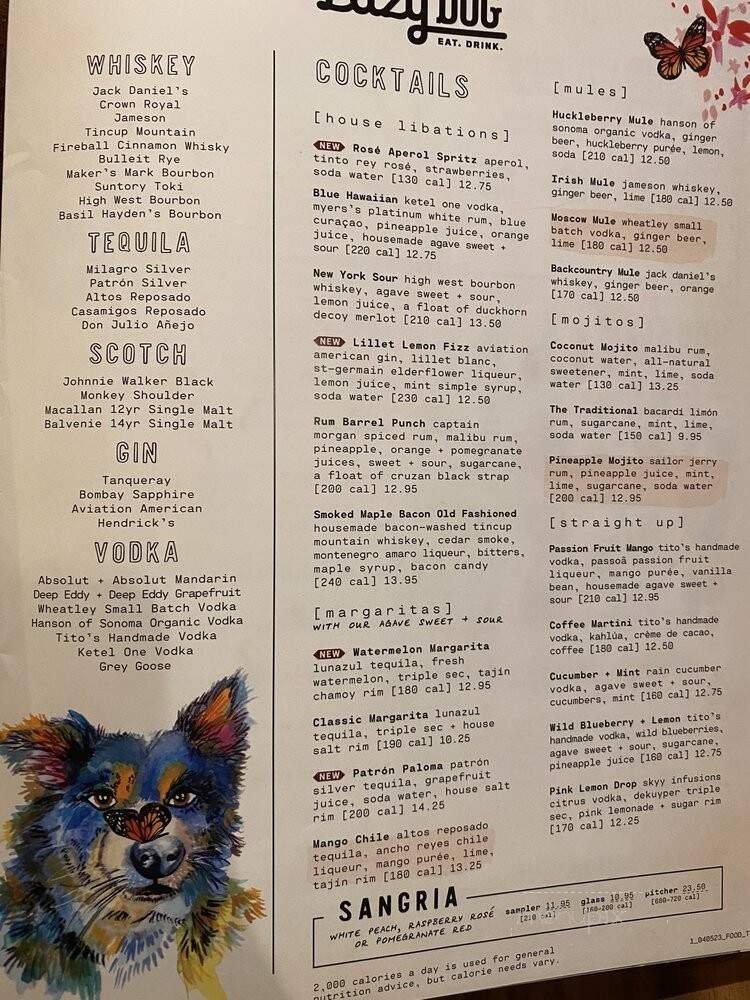 Lazy DOG
EAT. DRINK.
WHISKEY
Jack Daniel's
Crown Royal
Jameson
Tincup Mountain
Fireball Cinnamon Whisky
Bulleit Rye
Maker's Mark Bourbon
Suntory Toki
High West Bourbon
Basil Hayden's Bourbon
TEQUILA
Milagro Silver
Patrón Silver
Altos Reposado
Casamigos Reposado
Don Julio Añejo
SCOTCH
Johnnie Walker Black
Monkey Shoulder
Macallan 12yr Single Malt
Balvenie 14yr Single Malt
GIN
Tanqueray
Bombay Sapphire
Aviation American
Hendrick's
VODKA
Absolut + Absolut Mandarin
Deep Eddy + Deep Eddy Grapefruit
Wheatley Small Batch Vodka
Hanson of Sonoma Organic Vodka
Tito's Handmade Vodka
Ketel One Vodka
Grey Goose
COCKTAILS
[house libations]
NEW Rosé Aperol Spritz aperol,
tinto rey rosé, strawberries,
soda water [130 cal] 12.75
Blue Hawaiian ketel one vodka,
myers's platinum white rum, blue
curaçao, pineapple juice, orange
juice, housemade agave sweet +
sour [220 cal] 12.75
New York Sour high west bourbon
whiskey, agave sweet + sour,
lemon juice, a float of duckhorn
decoy merlot [210 cal] 13.50
NEW Lillet Lemon Fizz aviation
american gin, lillet blanc,
st-germain elderflower liqueur,
lemon juice, mint simple syrup,
soda water [230 cal] 12.50
Rum Barrel Punch captain
morgan spiced rum, malibu rum,
pineapple, orange + pomegranate
juices, sweet + sour, sugarcane,
a float of cruzan black strap
[200 cal] 12.95
Smoked Maple Bacon Old Fashioned
housemade bacon-washed tincup
mountain whiskey, cedar smoke,
montenegro amaro liqueur, bitters,
maple syrup, bacon candy
[240 cal] 13.95
[margaritas]
WITH OUR AGAVE SWEET + SOUR
NEW Watermelon Margarita
lunazul tequila, fresh
watermelon, triple sec, tajín
chamoy rim [180 cal] 12.95
Classic Margarita lunazul
tequila, triple sec + house
salt rim [190 cal] 10.25
NEW Patrón Paloma patrón
silver tequila, grapefruit
juice, soda water, house salt
rim [200 cal] 14.25
Mango Chile altos reposado
tequila, ancho reyes chile
liqueur, mango purée, lime,
tajín rim [180 cal] 13.25
[mules]
Huckleberry Mule hanson of
sonoma organic vodka, ginger
beer, huckleberry purée, lemon,
soda [210 cal] 12.50
Irish Mule jameson whiskey,
ginger beer, lime [180 cal] 12.50
Moscow Mule wheatley small
batch vodka, ginger beer,
lime [180 cal] 12.50
Backcountry Mule jack daniel's
whiskey, ginger beer, orange
[170 cal] 12.50
[mojitos]
Coconut Mojito malibu rum,
coconut water, all-natural
sweetener, mint, lime, soda
water [130 cal] 13.25
The Traditional bacardi limón
rum, sugarcane, mint, lime,
soda water [150 cal] 9.95
Pineapple Mojito sailor jerry
rum, pineapple juice, mint,
lime, sugarcane, soda water
[200 cal] 12.95
[straight up]
Passion Fruit Mango tito's handmade
vodka, passoã passion fruit
liqueur, mango purée, vanilla
bean, housemade agave sweet +
sour [210 cal] 12.95
Coffee Martini tito's handmade
vodka, kahlúa, crème de cacao,
coffee [180 cal] 12.50
Cucumber + Mint rain cucumber
vodka, agave sweet + sour,
cucumbers, mint [160 cal] 12.75
Wild Blueberry + Lemon tito's
handmade vodka, wild blueberries,
agave sweet + sour, sugarcane,
pineapple juice [160 cal] 12.75
Pink Lemon Drop skyy infusions
citrus vodka, dekuyper triple
sec, pink lemonade + sugar rim
[170 cal] 12.25
SANGRIA
WHITE PEACH, RASPBERRY ROSÉ
OR POMEGRANATE RED
sampler 11.95 glass 10.95 pitcher 23.50
[210 cal] [160-200 cal] [680-720 cal]
2,000 calories a day is used for general
nutrition advice, but calorie needs vary.
1_040523_FOOD_T